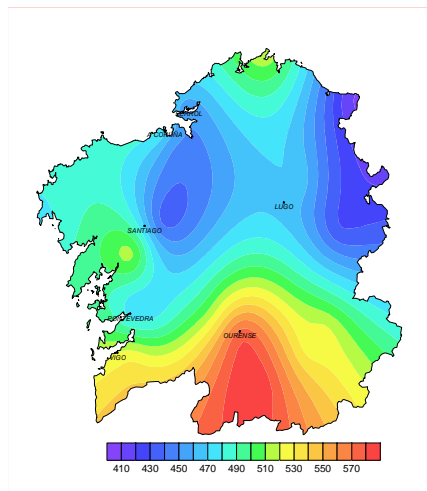 FERROL
A CORUÑA
LUGO
SANTIAGO
PONTEVEDRA
OURENSE
VIGO
410 430 450 470 490 510 530 550 570